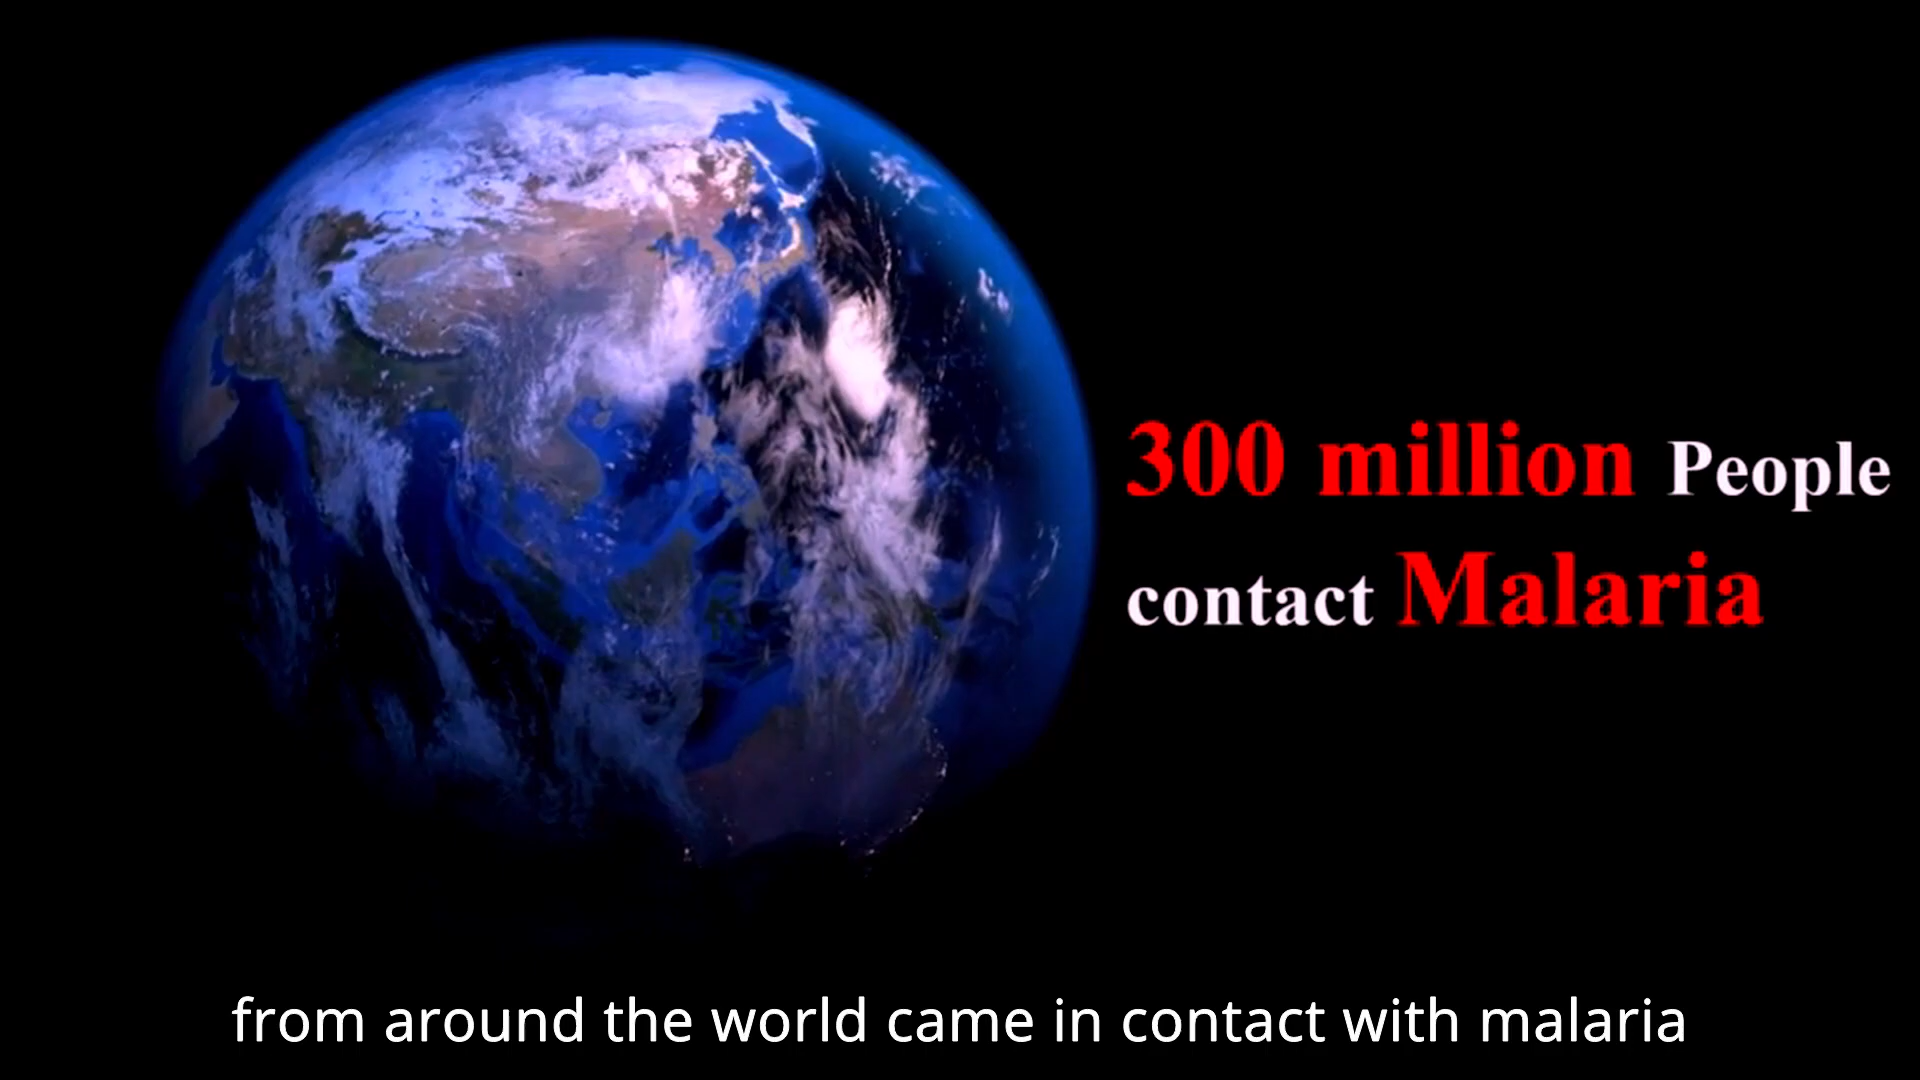 300 million People
contact Malaria
from around the world came in contact with malaria